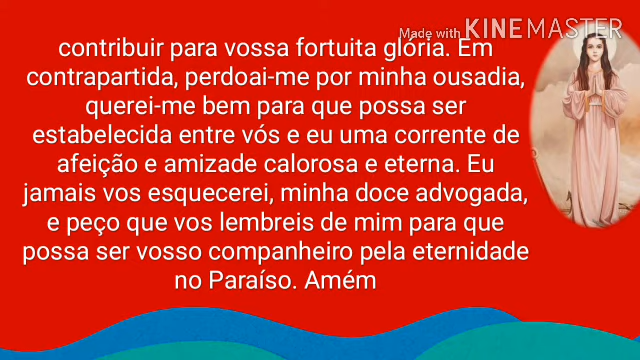 Made with KINEMASTER
contribuir para vossa fortuita glória. Em
contrapartida, perdoai-me por minha ousadia,
querei-me bem para que possa ser
estabelecida entre vós e eu uma corrente de
afeição e amizade calorosa e eterna. Eu
jamais vos esquecerei, minha doce advogada,
e peço que vos lembreis de mim para que
possa ser vosso companheiro pela eternidade
no Paraíso. Amém